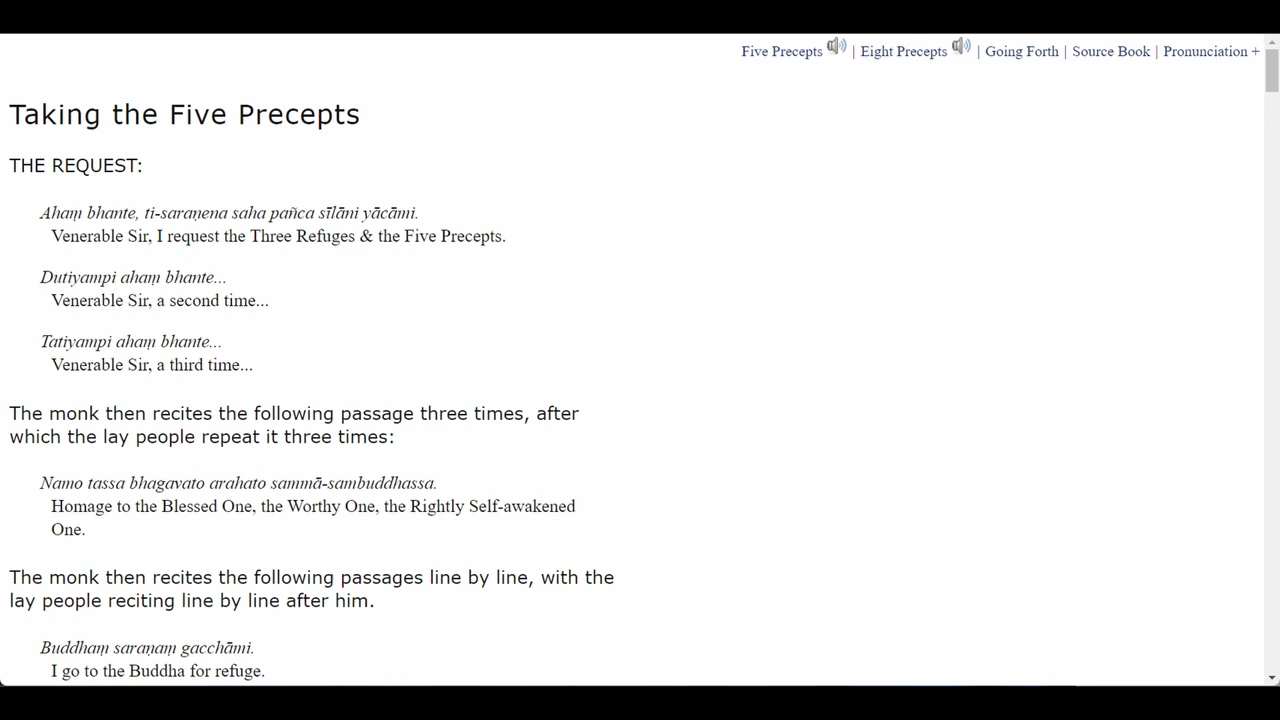 Five Precepts | Eight Precepts | Going Forth | Source Book | Pronunciation +
Taking the Five Precepts
THE REQUEST:
Ahaṃ bhante, ti-saraṇena saha pañca sīlāni yācāmi.
Venerable Sir, I request the Three Refuges & the Five Precepts.
Dutiyampi ahaṃ bhante...
Venerable Sir, a second time...
Tatiyampi ahaṃ bhante...
Venerable Sir, a third time...
The monk then recites the following passage three times, after
which the lay people repeat it three times:
Namo tassa bhagavato arahato sammā-sambuddhassa.
Homage to the Blessed One, the Worthy One, the Rightly Self-awakened
One.
The monk then recites the following passages line by line, with the
lay people reciting line by line after him.
Buddhaṃ saraṇaṃ gacchāmi.
I go to the Buddha for refuge.